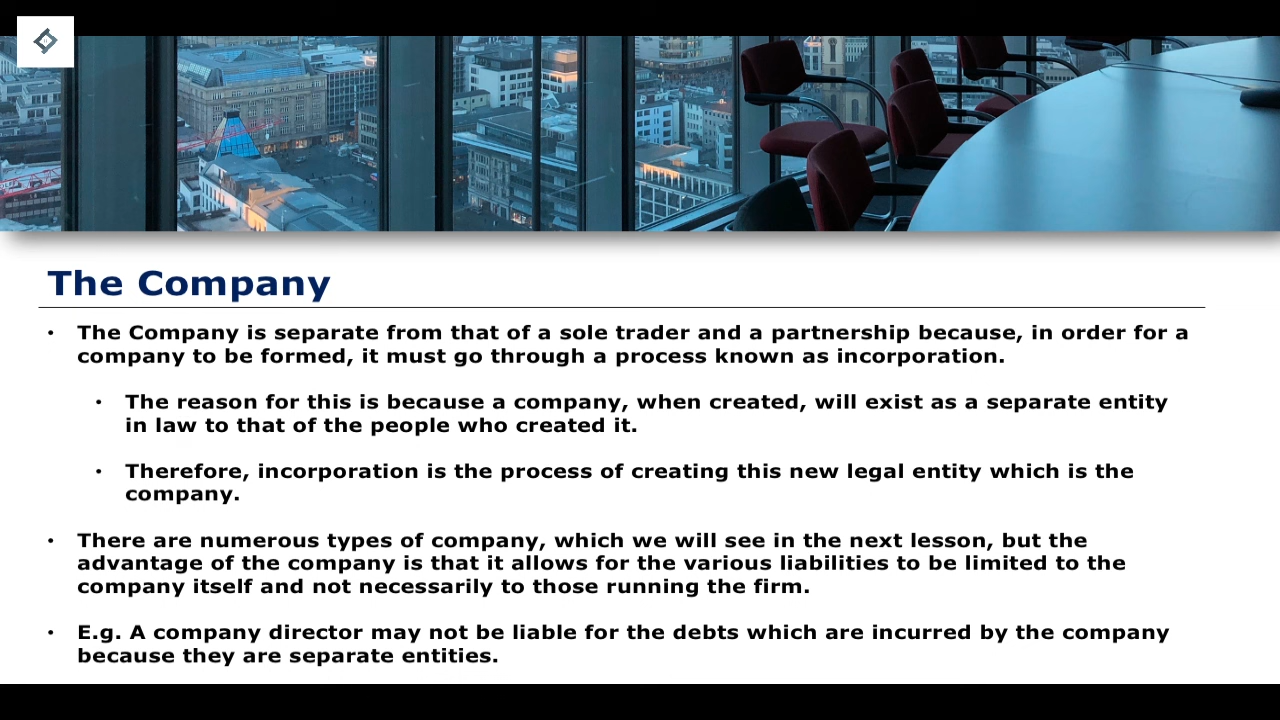 The Company
• The Company is separate from that of a sole trader and a partnership because, in order for a
company to be formed, it must go through a process known as incorporation.
• The reason for this is because a company, when created, will exist as a separate entity
in law to that of the people who created it.
• Therefore, incorporation is the process of creating this new legal entity which is the
company.
• There are numerous types of company, which we will see in the next lesson, but the
advantage of the company is that it allows for the various liabilities to be limited to the
company itself and not necessarily to those running the firm.
• E.g. A company director may not be liable for the debts which are incurred by the company
because they are separate entities.